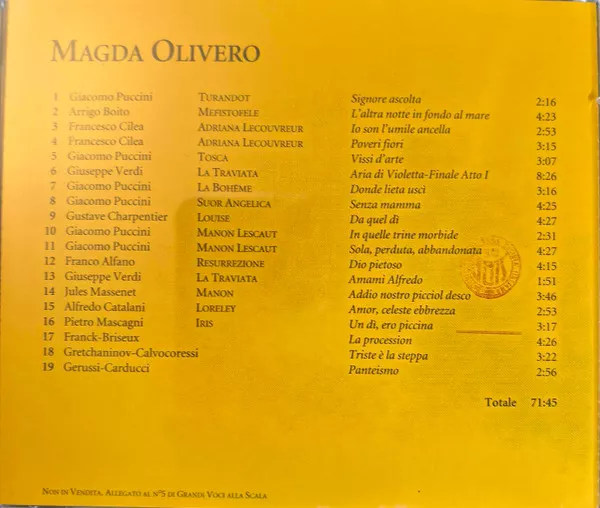 MAGDA OLIVERO
1 Giacomo Puccini TURANDOT Signore ascolta 2:16
2 Arrigo Boito MEFISTOFELE L'altra notte in fondo al mare 4:23
3 Francesco Cilea ADRIANA LECOUVREUR Io son l'umile ancella 2:53
4 Francesco Cilea ADRIANA LECOUVREUR Poveri fiori 3:15
5 Giacomo Puccini TOSCA Vissi d'arte 3:07
6 Giuseppe Verdi LA TRAVIATA Aria di Violetta-Finale Atto I 8:26
7 Giacomo Puccini LA BOHÈME Donde lieta uscì 3:16
8 Giacomo Puccini SUOR ANGELICA Senza mamma 4:25
9 Gustave Charpentier LOUISE Da quel dì 4:27
10 Giacomo Puccini MANON LESCAUT In quelle trine morbide 2:31
11 Giacomo Puccini MANON LESCAUT Sola, perduta, abbandonata 4:27
12 Franco Alfano RESURREZIONE Dio pietoso 4:15
13 Giuseppe Verdi LA TRAVIATA Amami Alfredo 1:51
14 Jules Massenet MANON Addio nostro picciol desco 3:46
15 Alfredo Catalani LORELEY Amor, celeste ebbrezza 2:53
16 Pietro Mascagni IRIS Un dì, ero piccina 3:17
17 Franck-Briseux La procession 4:26
18 Gretchaninov-Calvocoressi Triste è la steppa 3:22
19 Gerussi-Carducci Panteismo 2:56
Totale 71:45
NON IN VENDITA. ALLEGATO AL N°5 DI GRANDI VOCI ALLA SCALA